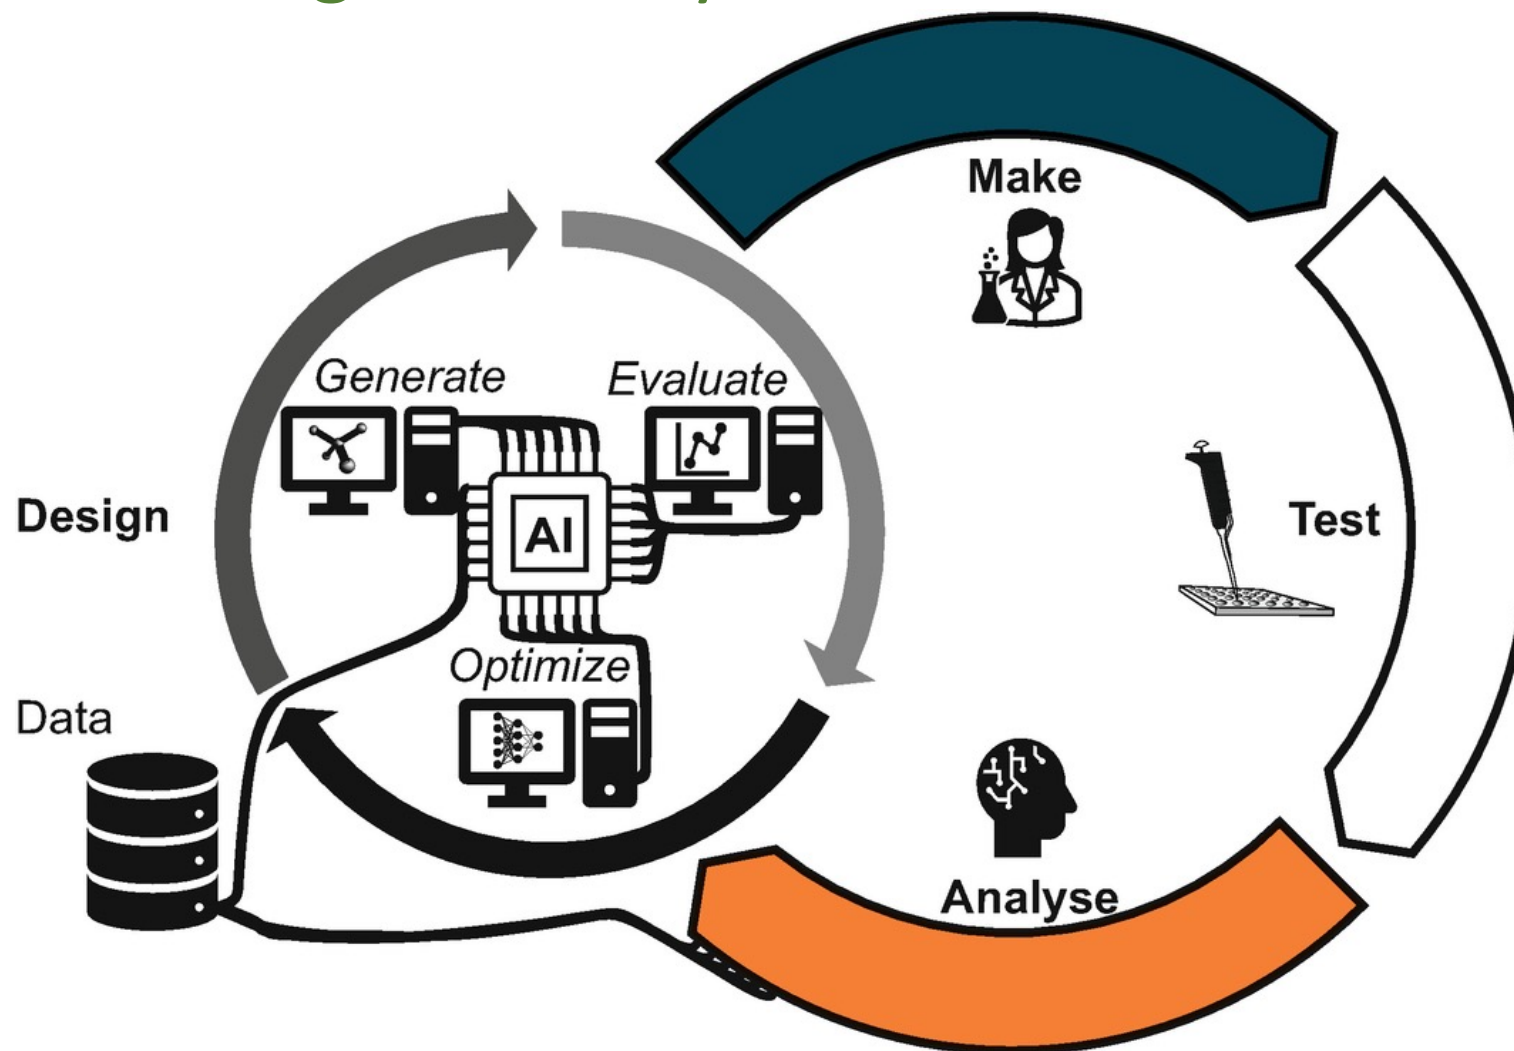 Make
Generate
Evaluate
Design
AI
Test
Optimize
Data
Analyse